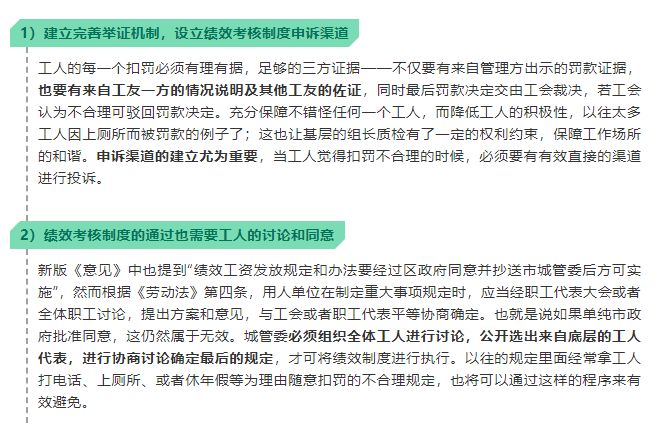 1）建立完善举证机制，设立绩效考核制度申诉渠道
工人的每一个扣罚必须有理有据，足够的三方证据——不仅要有来自管理方出示的罚款证据，
也要有来自工友一方的情况说明及其他工友的佐证，同时最后罚款决定交由工会裁决，若工会
认为不合理可驳回罚款决定。充分保障不错怪任何一个工人，而降低工人的积极性，以往太多
工人因上厕所而被罚款的例子了；这也让基层的组长质检有了一定的权利约束，保障工作场所
的和谐。申诉渠道的建立尤为重要，当工人觉得扣罚不合理的时候，必须要有有效直接的渠道
进行投诉。
2）绩效考核制度的通过也需要工人的讨论和同意
新版《意见》中也提到“绩效工资发放规定和办法要经过区政府同意并抄送市城管委后方可实
施”，然而根据《劳动法》第四条，用人单位在制定重大事项规定时，应当经职工代表大会或者
全体职工讨论，提出方案和意见，与工会或者职工代表平等协商确定。也就是说如果单纯市政
府批准同意，这仍然属于无效。城管委必须组织全体工人进行讨论，公开选出来自底层的工人
代表，进行协商讨论确定最后的规定，才可将绩效制度进行执行。以往的规定里面经常拿工人
打电话、上厕所、或者休年假等为理由随意扣罚的不合理规定，也将可以通过这样的程序来有
效避免。